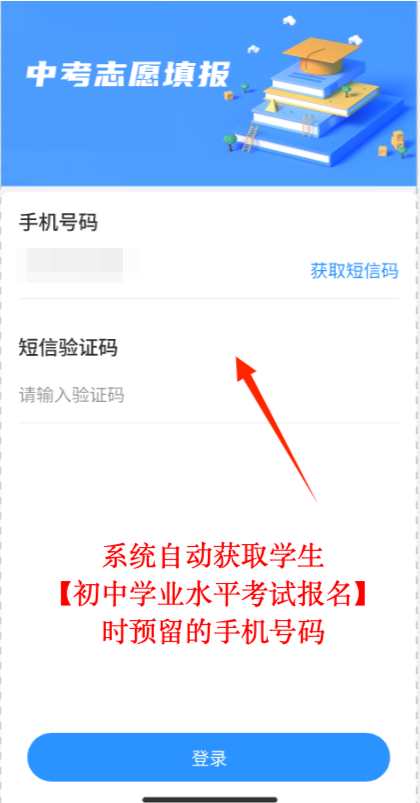 中考志愿填报
手机号码
获取短信码
短信验证码
请输入验证码
系统自动获取学生
【初中学业水平考试报名】
时预留的手机号码
登录